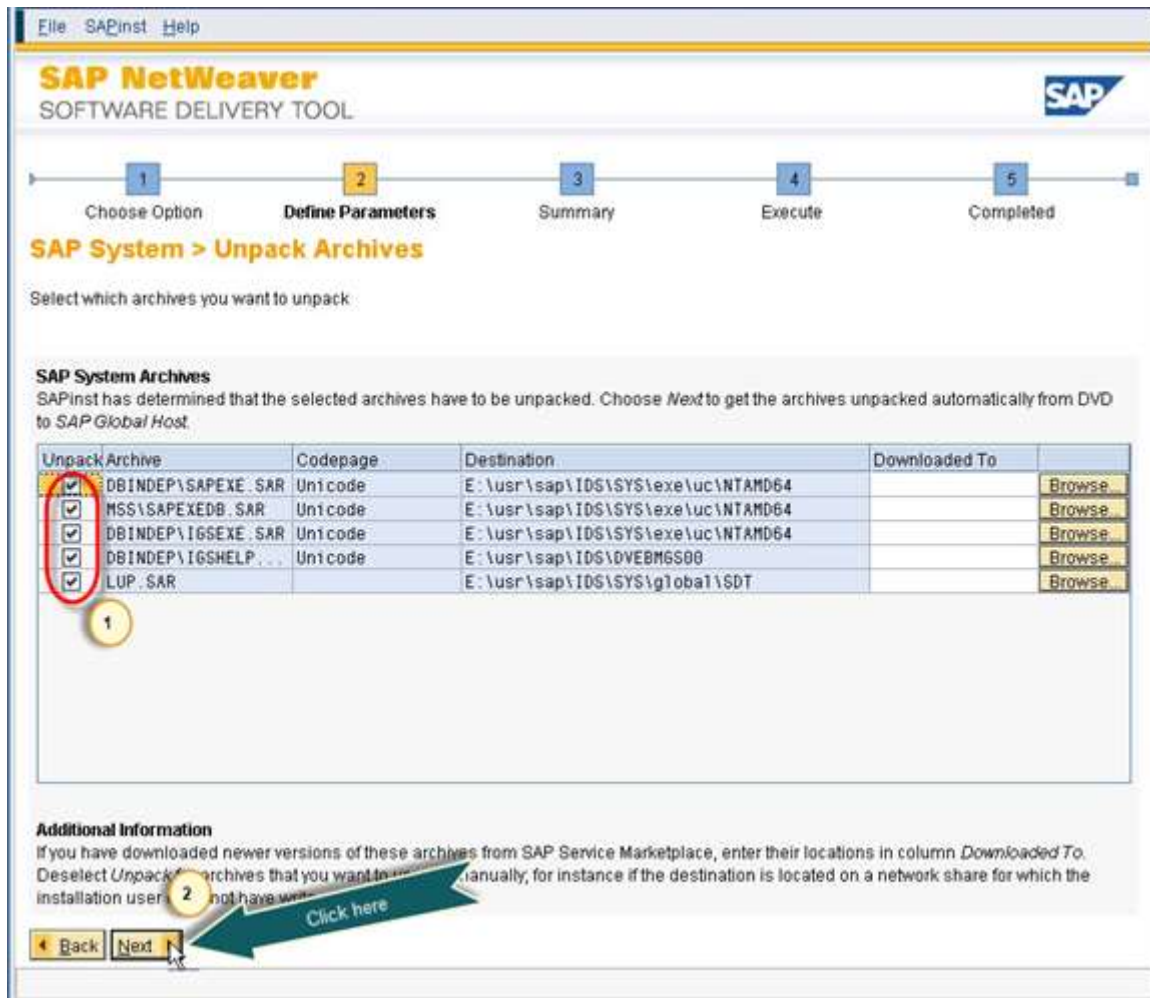 File SAPinst Help
SAP NetWeaver
SOFTWARE DELIVERY TOOL
SAP
1 2 3 4 5
Choose Option Define Parameters Summary Execute Completed
SAP System > Unpack Archives
Select which archives you want to unpack
SAP System Archives
SAPinst has determined that the selected archives have to be unpacked. Choose Next to get the archives unpacked automatically from DVD
to SAP Global Host.
Unpack Archive Codepage Destination Downloaded To
DBINDEP\SAPEXE.SAR Unicode E:\usr\sap\IDS\SYS\exe\uc\NTAMD64 Browse...
MSS\SAPEXEDB.SAR Unicode E:\usr\sap\IDS\SYS\exe\uc\NTAMD64 Browse...
DBINDEP\IGSEXE.SAR Unicode E:\usr\sap\IDS\SYS\exe\uc\NTAMD64 Browse...
DBINDEP\IGSHELP... Unicode E:\usr\sap\IDS\DVEBMGS00 Browse...
LUP.SAR E:\usr\sap\IDS\SYS\global\SDT Browse...
1
Additional Information
If you have downloaded newer versions of these archives from SAP Service Marketplace, enter their locations in column Downloaded To.
Deselect Unpack archives that you want to manually, for instance if the destination is located on a network share for which the
installation user not have
2
Click here
Back Next